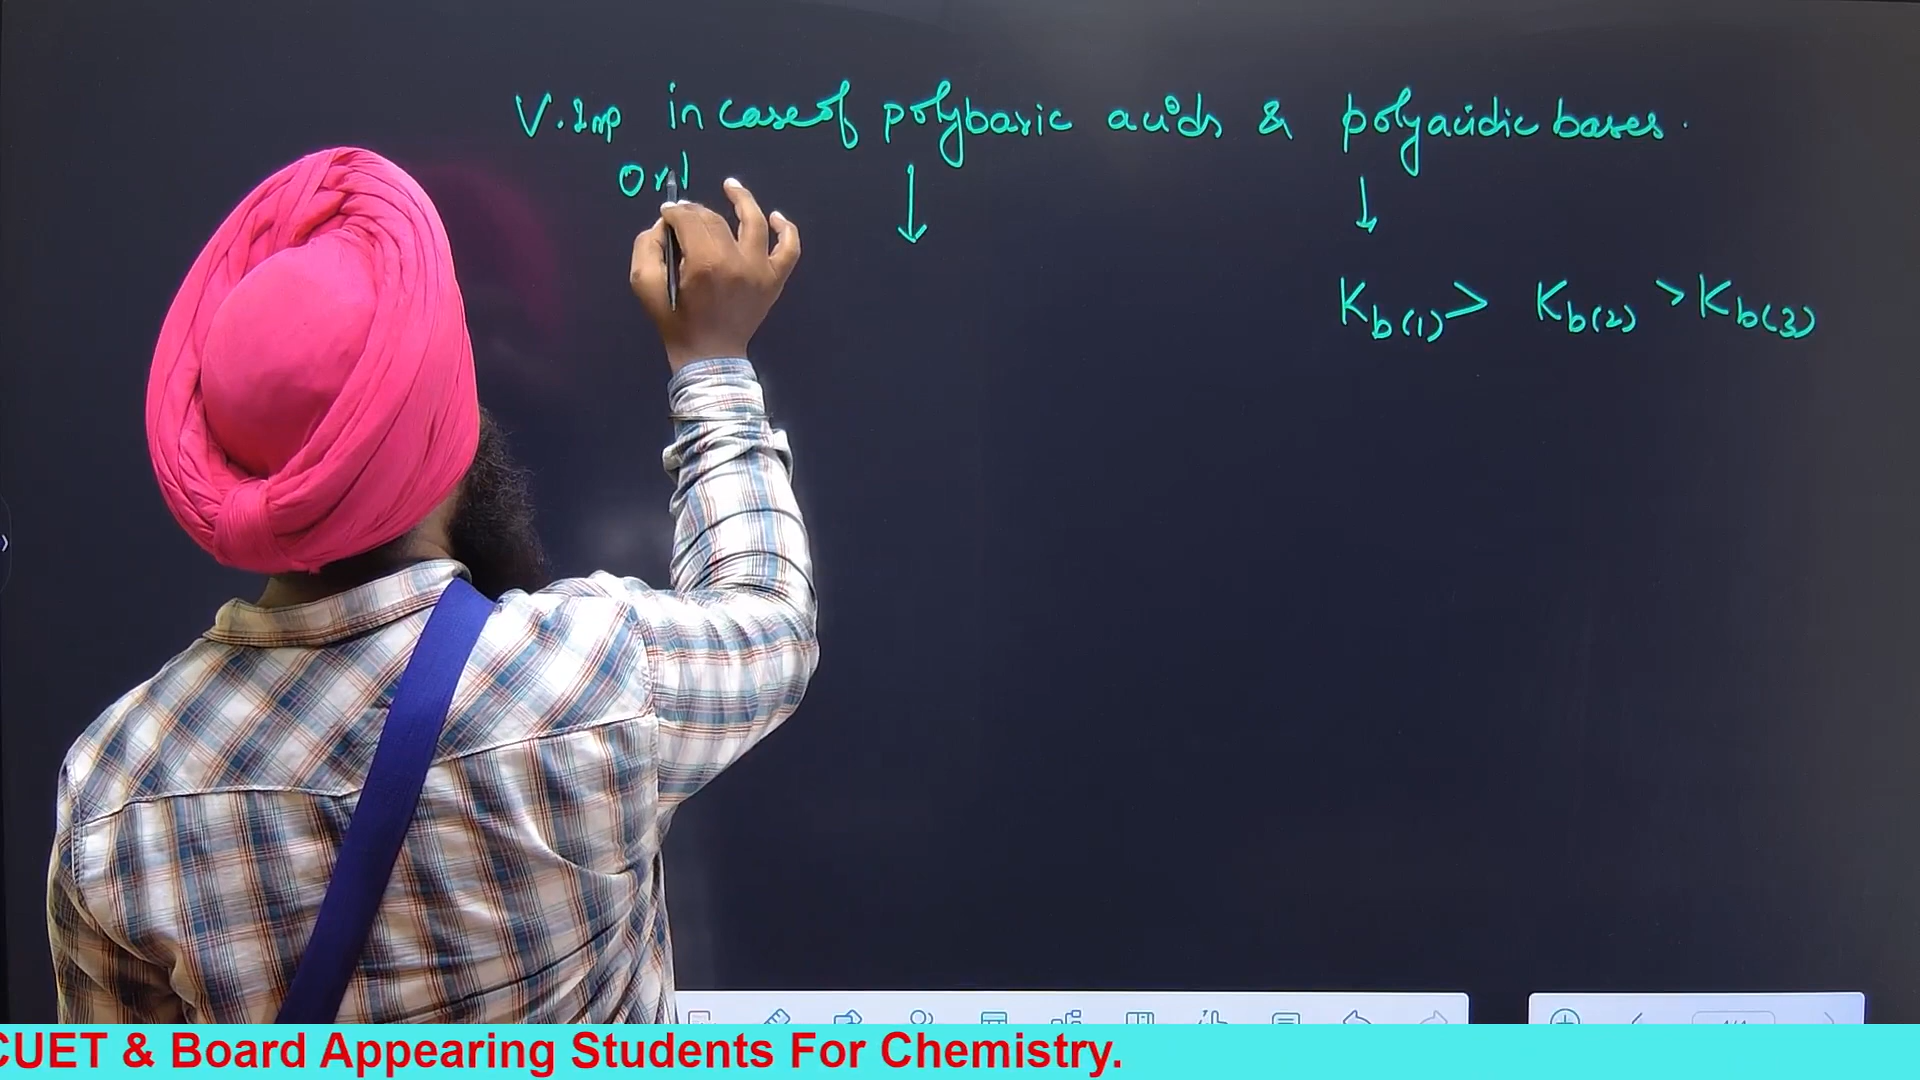 V. Imp in case of polybasic acids & polyacidic bases.
Kb(1) > Kb(2) > Kb(3)
CUET & Board Appearing Students For Chemistry.